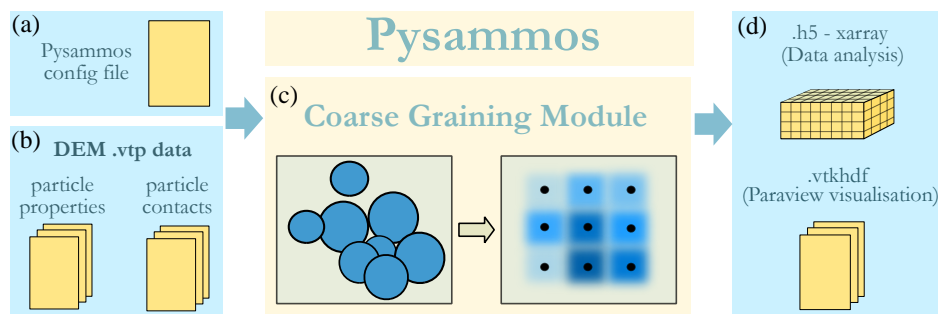 (a)
Pysammos
config file
(b)
DEM .vtp data
particle
properties
particle
contacts
Pysammos
(c)
Coarse Graining Module
(d)
.h5 - xarray
(Data analysis)
.vtkhdf
(Paraview visualisation)